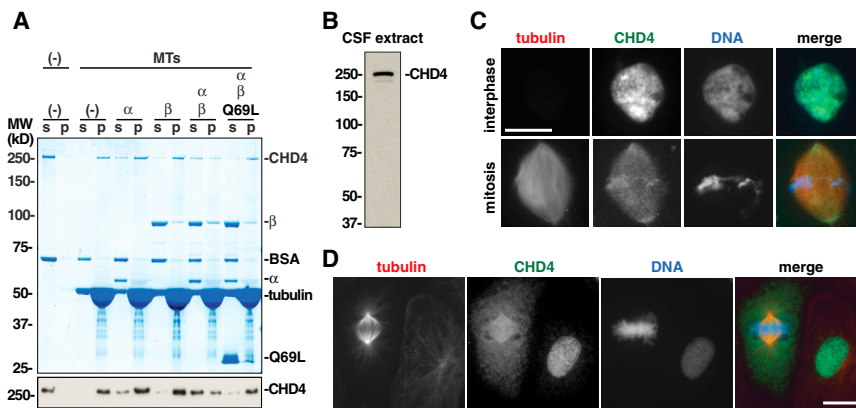 A
(-)
MTs
(-)
(-)
α
β
α
β
α
β
Q69L
MW
(kD)
s p s p s p s p s p s p
250-
150-
100-
75-
50-
37-
25-
-CHD4
-β
-BSA
-α
-tubulin
-Q69L
250-
-CHD4
B
CSF extract
250-
150-
100-
75-
50-
37-
-CHD4
C
tubulin CHD4 DNA merge
interphase
mitosis
D
tubulin CHD4 DNA merge